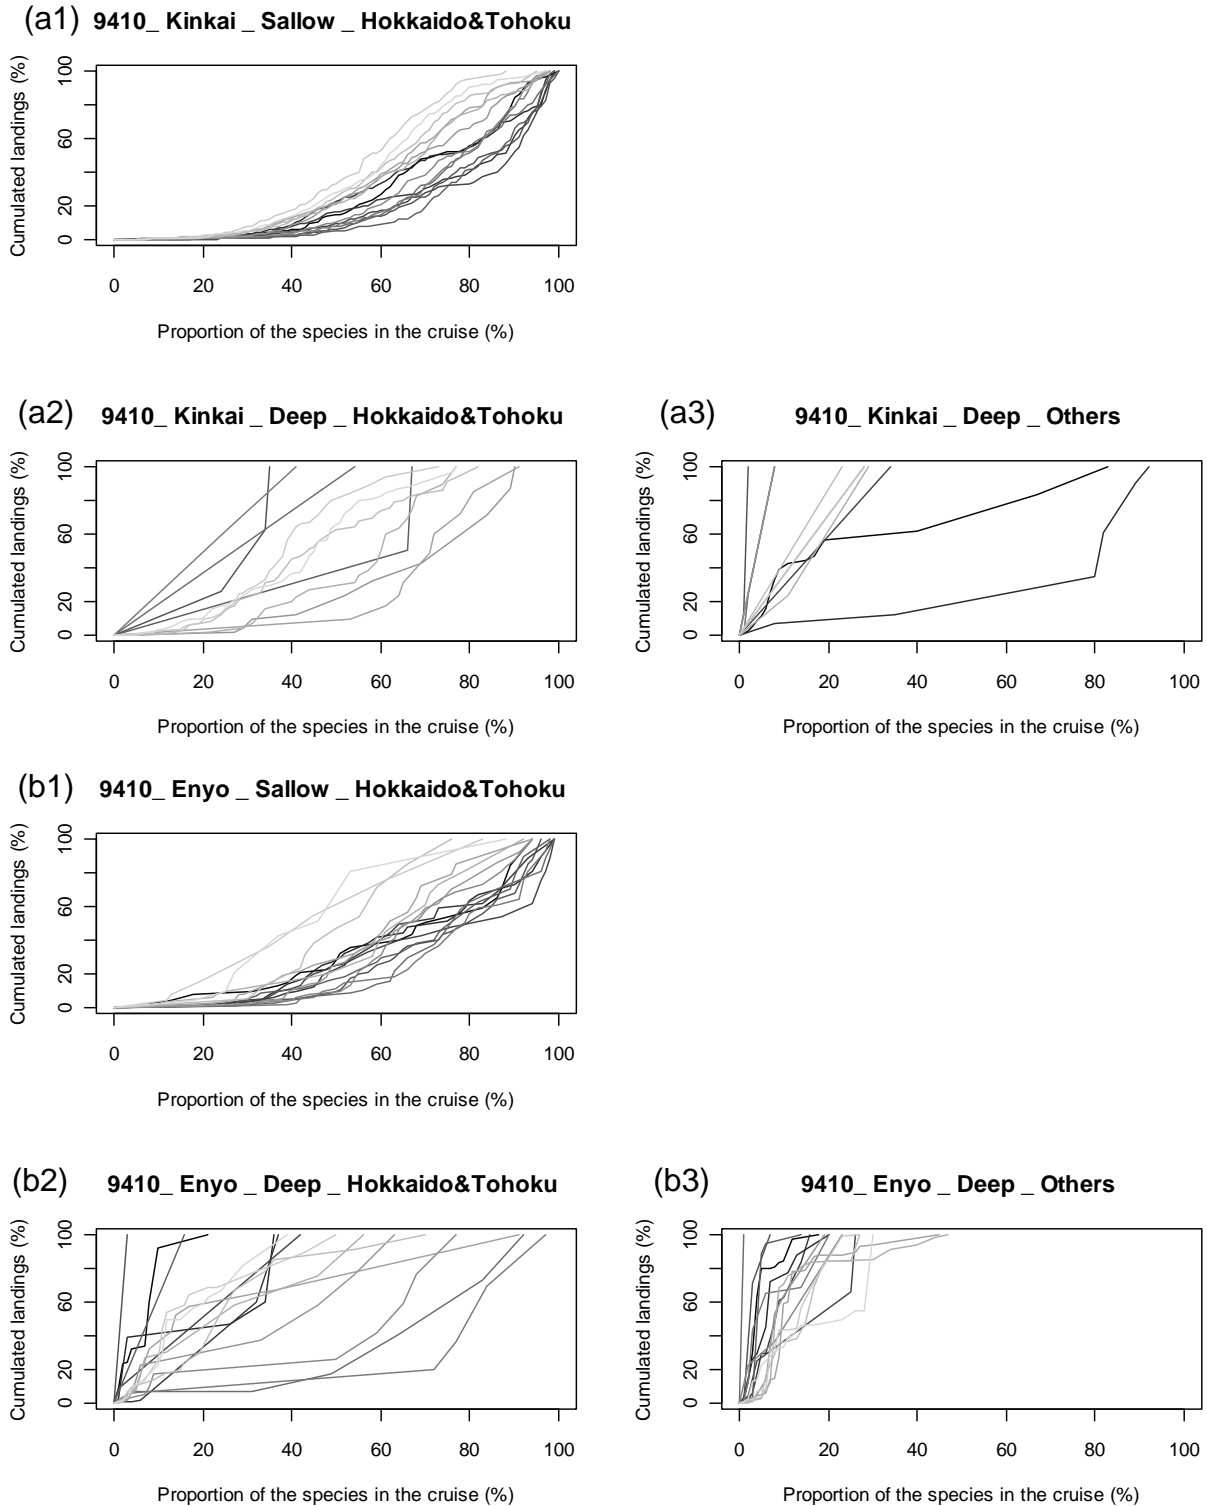 (a1) 9410_ Kinkai _ Sallow _ Hokkaido&Tohoku
Cumulated landings (%)
100
60
20
0
0 20 40 60 80 100
Proportion of the species in the cruise (%)
(a2) 9410_ Kinkai _ Deep _ Hokkaido&Tohoku
Cumulated landings (%)
100
60
20
0
0 20 40 60 80 100
Proportion of the species in the cruise (%)
(a3) 9410_ Kinkai _ Deep _ Others
Cumulated landings (%)
100
60
20
0
0 20 40 60 80 100
Proportion of the species in the cruise (%)
(b1) 9410_ Enyo _ Sallow _ Hokkaido&Tohoku
Cumulated landings (%)
100
60
20
0
0 20 40 60 80 100
Proportion of the species in the cruise (%)
(b2) 9410_ Enyo _ Deep _ Hokkaido&Tohoku
Cumulated landings (%)
100
60
20
0
0 20 40 60 80 100
Proportion of the species in the cruise (%)
(b3) 9410_ Enyo _ Deep _ Others
Cumulated landings (%)
100
60
20
0
0 20 40 60 80 100
Proportion of the species in the cruise (%)